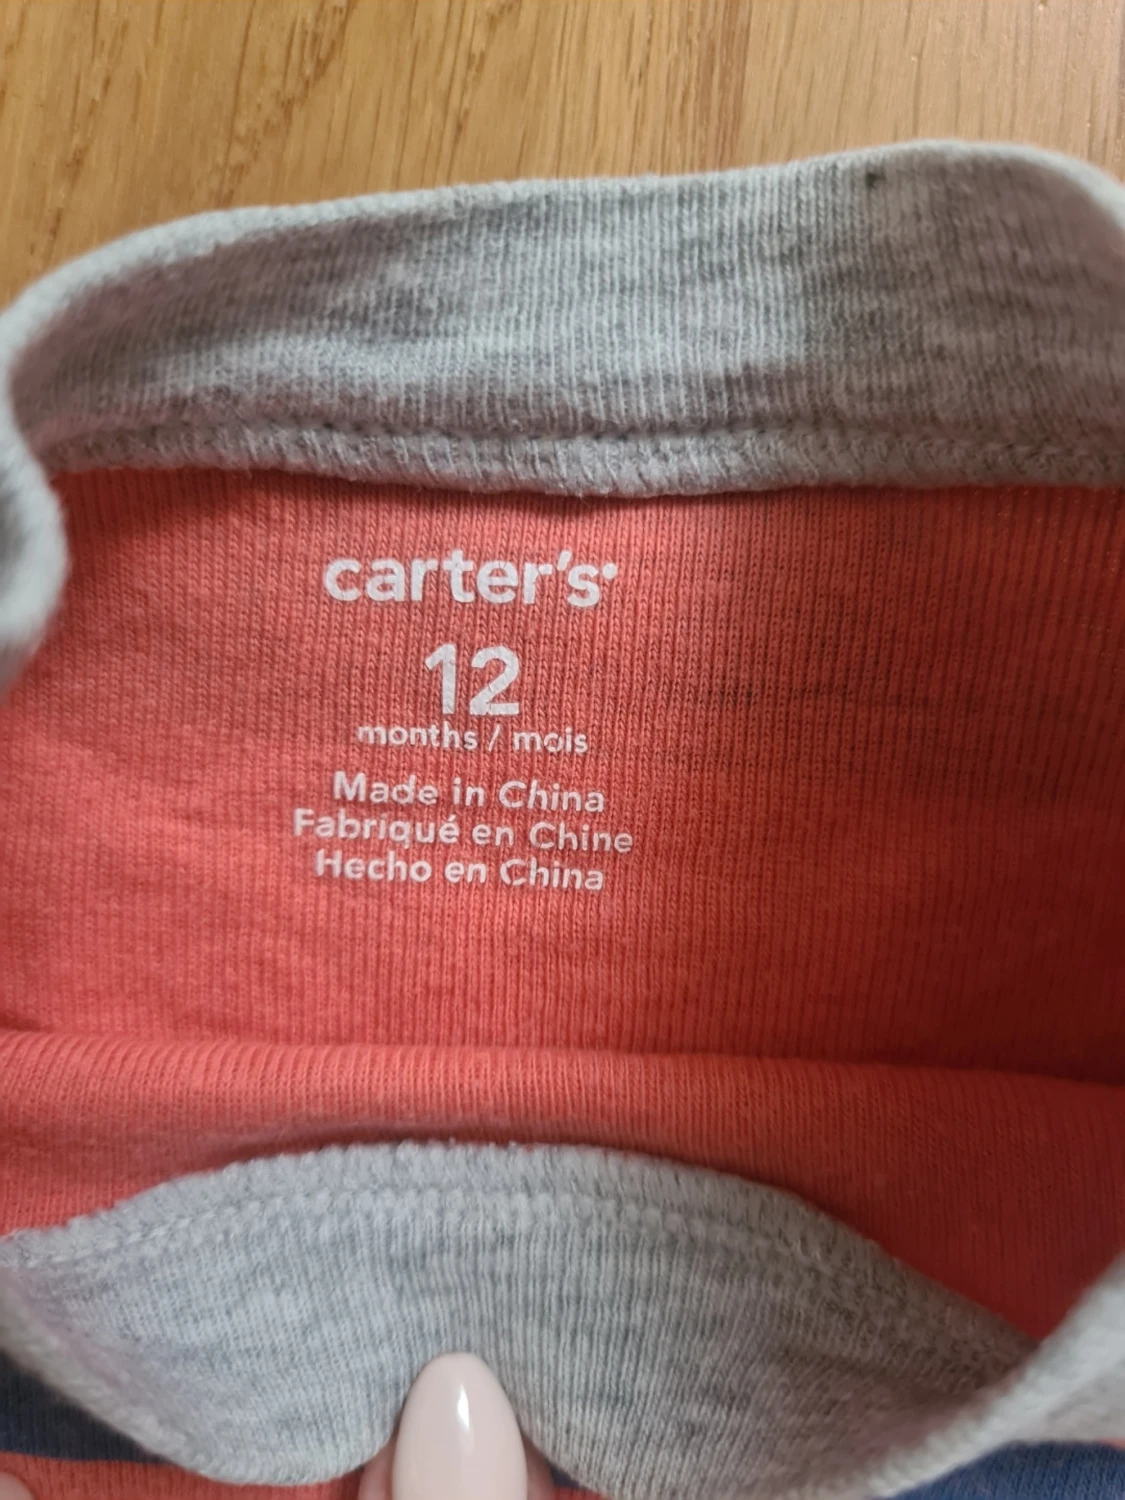 carter's
12
months / mois
Made in China
Fabriqué en Chine
Hecho en China